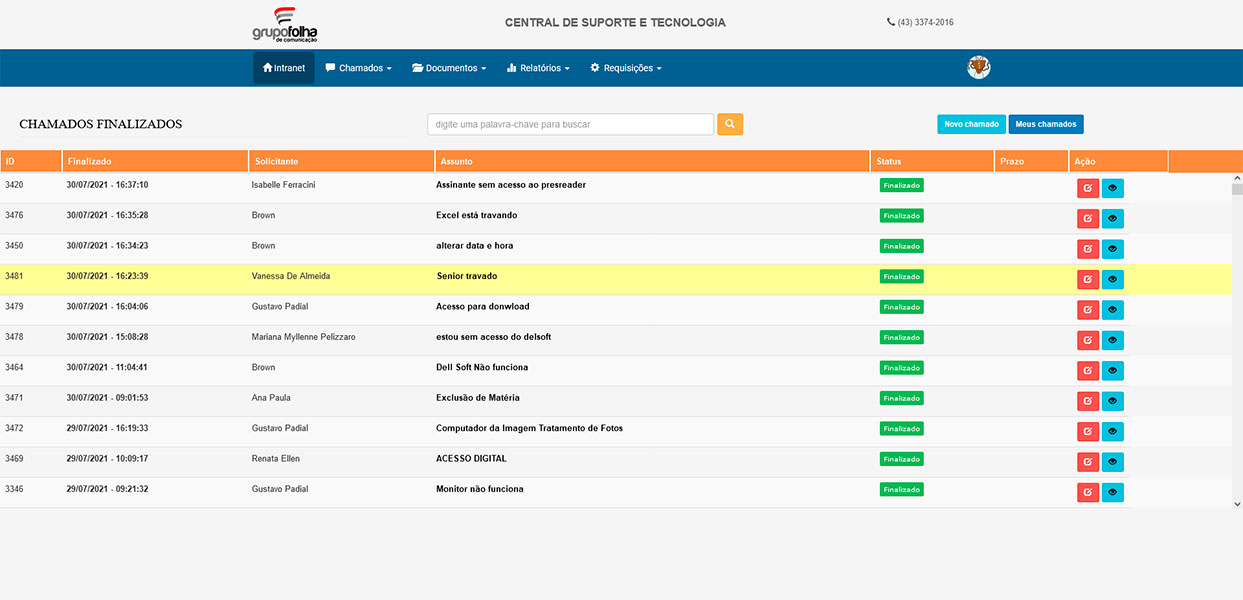 grupofolha
de comunicação
CENTRAL DE SUPORTE E TECNOLOGIA
(43) 3374-2016
Intranet Chamados Documentos Relatórios Requisições
CHAMADOS FINALIZADOS
digite uma palavra-chave para buscar
Novo chamado Meus chamados
ID Finalizado Solicitante Assunto Status Prazo Ação
3420 30/07/2021 - 16:37:10 Isabelle Ferracini Assinante sem acesso ao presreader Finalizado
3476 30/07/2021 - 16:35:28 Brown Excel está travando Finalizado
3450 30/07/2021 - 16:34:23 Brown alterar data e hora Finalizado
3481 30/07/2021 - 16:23:39 Vanessa De Almeida Senior travado Finalizado
3479 30/07/2021 - 16:04:06 Gustavo Padial Acesso para donwload Finalizado
3478 30/07/2021 - 15:08:28 Mariana Myllenne Pelizzaro estou sem acesso do delsoft Finalizado
3464 30/07/2021 - 11:04:41 Brown Dell Soft Não funciona Finalizado
3471 30/07/2021 - 09:01:53 Ana Paula Exclusão de Matéria Finalizado
3472 29/07/2021 - 16:19:33 Gustavo Padial Computador da Imagem Tratamento de Fotos Finalizado
3469 29/07/2021 - 10:09:17 Renata Ellen ACESSO DIGITAL Finalizado
3346 29/07/2021 - 09:21:32 Gustavo Padial Monitor não funciona Finalizado